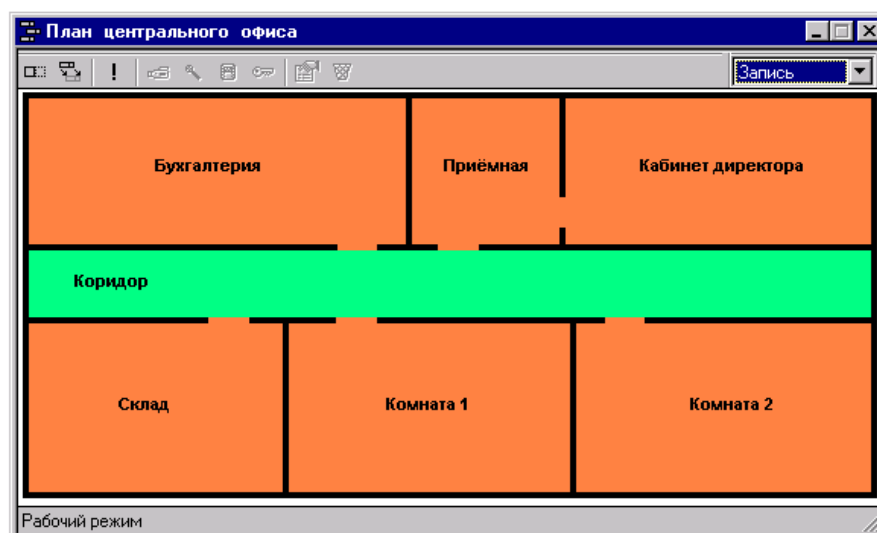 План центрального офиса
Запись
Бухгалтерия
Приёмная
Кабинет директора
Коридор
Склад
Комната 1
Комната 2
Рабочий режим